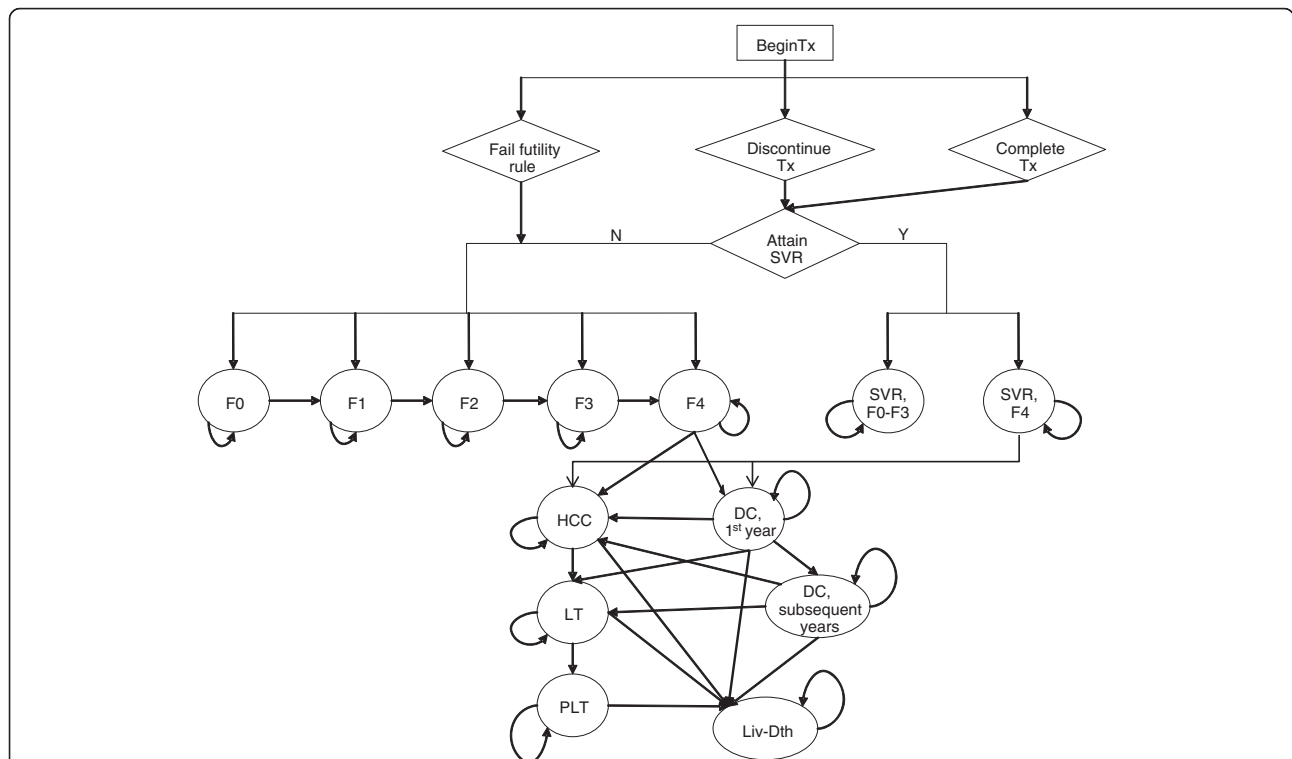 BeginTx
Fail futility
rule
Discontinue
Tx
Complete
Tx
N
Attain
SVR
Y
F0
F1
F2
F3
F4
SVR,
F0-F3
SVR,
F4
HCC
DC,
1st year
LT
DC,
subsequent
years
PLT
Liv-Dth